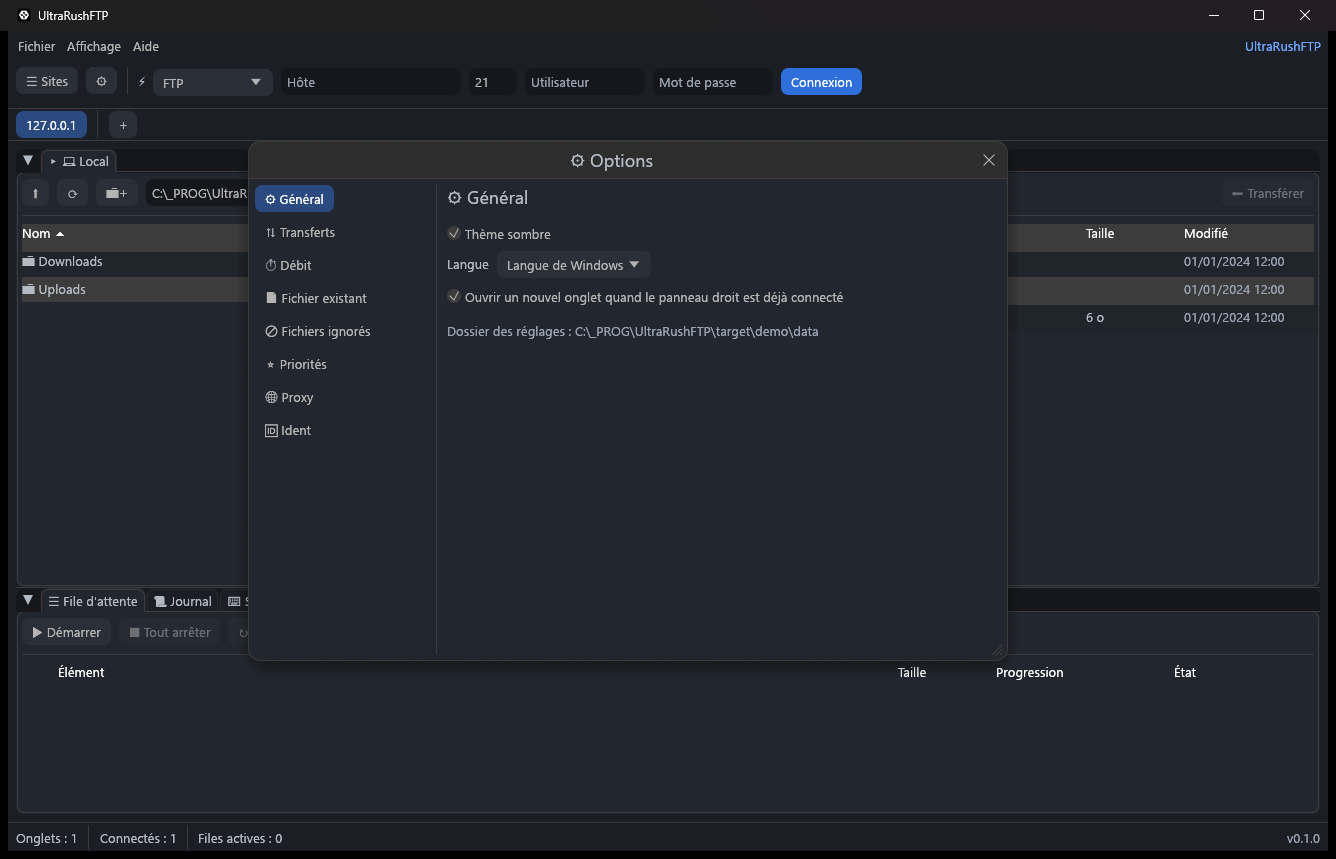 UltraRushFTP
Fichier Affichage Aide UltraRushFTP
Sites FTP Hôte 21 Utilisateur Mot de passe Connexion
127.0.0.1 +
Local
Options
C:\_PROG\UltraR Transférer
Général
Général
Nom Taille Modifié
Transferts
Thème sombre
Downloads 01/01/2024 12:00
Débit
Langue Langue de Windows
Uploads 01/01/2024 12:00
Fichier existant
Ouvrir un nouvel onglet quand le panneau droit est déjà connecté
6 o 01/01/2024 12:00
Fichiers ignorés
Dossier des réglages : C:\_PROG\UltraRushFTP\target\demo\data
Priorités
Proxy
Ident
File d'attente Journal S
Démarrer Tout arrêter
Élément Taille Progression État
Onglets : 1 Connectés : 1 Files actives : 0 v0.1.0